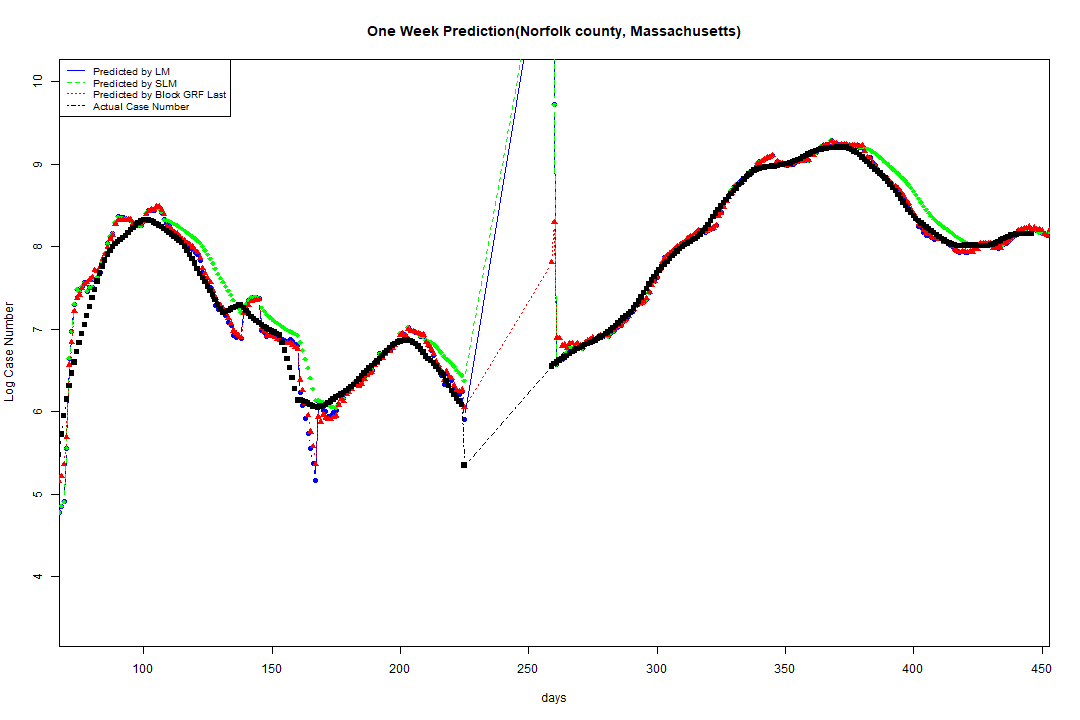 One Week Prediction(Norfolk county, Massachusetts)
Predicted by LM
Predicted by SLM
Predicted by Block GRF Last
Actual Case Number
10
9
8
7
6
5
4
Log Case Number
100 150 200 250 300 350 400 450
days